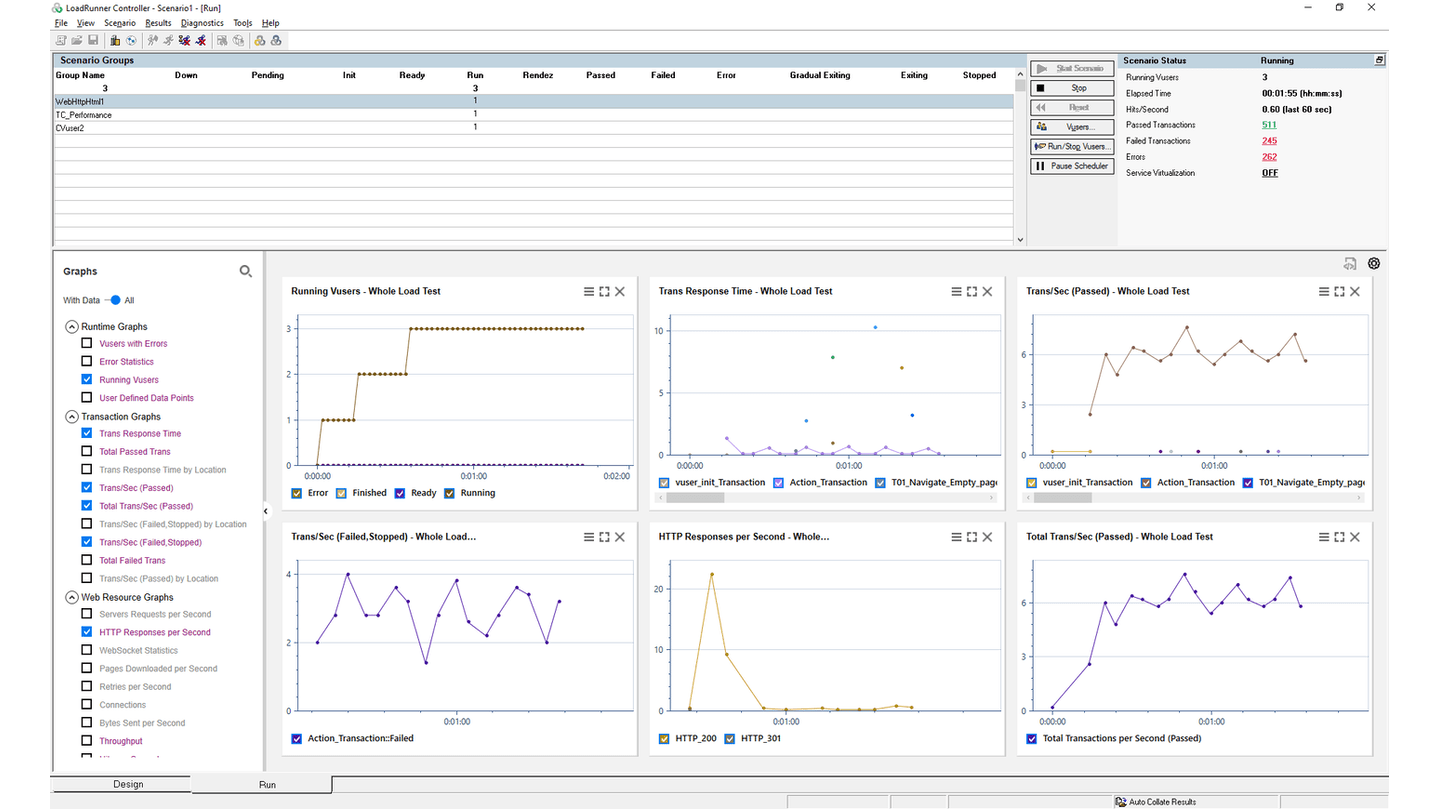 LoadRunner Controller - Scenario1 - [Run]
File View Scenario Results Diagnostics Tools Help
Scenario Groups
Group Name Down Pending Init Ready Run Rendez Passed Failed Error Gradual Exiting Exiting Stopped
3 3
WebHttpHtml1 1
TC_Performance 1
CVuser2 1
Start Scenario
Stop
Reset
Vusers...
Run/Stop Vusers...
Pause Scheduler
Scenario Status Running
Running Vusers 3
Elapsed Time 00:01:55 (hh:mm:ss)
Hits/Second 0.60 (last 60 sec)
Passed Transactions 511
Failed Transactions 245
Errors 262
Service Virtualization OFF
Graphs
With Data All
Runtime Graphs
Vusers with Errors
Error Statistics
Running Vusers
User Defined Data Points
Transaction Graphs
Trans Response Time
Total Passed Trans
Trans Response Time by Location
Trans/Sec (Passed)
Total Trans/Sec (Passed)
Trans/Sec (Failed,Stopped) by Location
Trans/Sec (Failed,Stopped)
Total Failed Trans
Trans/Sec (Passed) by Location
Web Resource Graphs
Servers Requests per Second
HTTP Responses per Second
WebSocket Statistics
Pages Downloaded per Second
Retries per Second
Connections
Bytes Sent per Second
Throughput
Running Vusers - Whole Load Test
3
2
1
0
0:00:00 0:01:00 0:02:00
Error Finished Ready Running
Trans Response Time - Whole Load Test
10
5
0
0:00:00 0:01:00
vuser_init_Transaction Action_Transaction T01_Navigate_Empty_page
Trans/Sec (Passed) - Whole Load Test
6
3
0
0:00:00 0:01:00
vuser_init_Transaction Action_Transaction T01_Navigate_Empty_page
Trans/Sec (Failed,Stopped) - Whole Load...
4
2
0
0:01:00
Action_Transaction::Failed
HTTP Responses per Second - Whole...
20
10
0
0:01:00
HTTP_200 HTTP_301
Total Trans/Sec (Passed) - Whole Load Test
6
3
0
0:00:00 0:01:00
Total Transactions per Second (Passed)
Design Run
Auto Collate Results